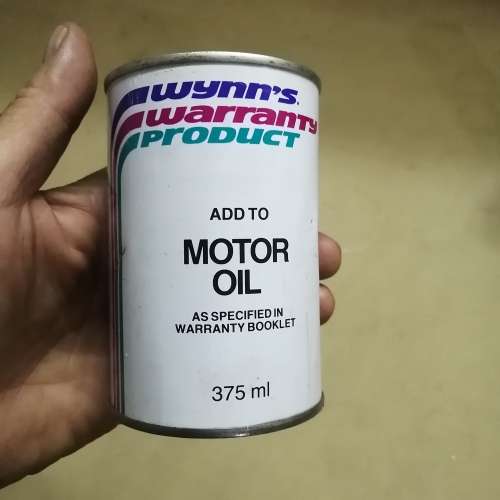 Wynn's
warranty
PRODUCT
ADD TO
MOTOR
OIL
AS SPECIFIED IN
WARRANTY BOOKLET
375 ml